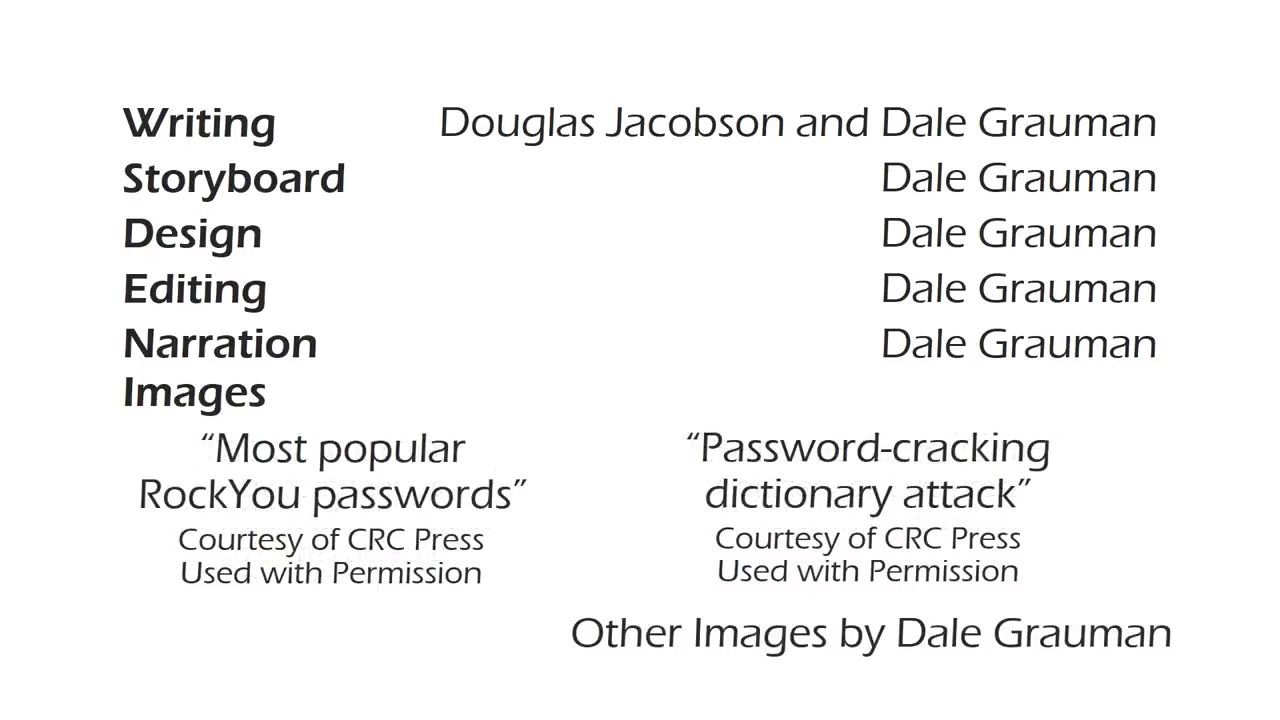 Writing Douglas Jacobson and Dale Grauman
Storyboard Dale Grauman
Design Dale Grauman
Editing Dale Grauman
Narration Dale Grauman
Images
“Most popular
RockYou passwords”
Courtesy of CRC Press
Used with Permission
“Password-cracking
dictionary attack”
Courtesy of CRC Press
Used with Permission
Other Images by Dale Grauman